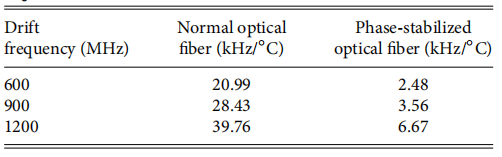 Drift frequency (MHz) Normal optical fiber (kHz/°C) Phase-stabilized optical fiber (kHz/°C)
600 20.99 2.48
900 28.43 3.56
1200 39.76 6.67